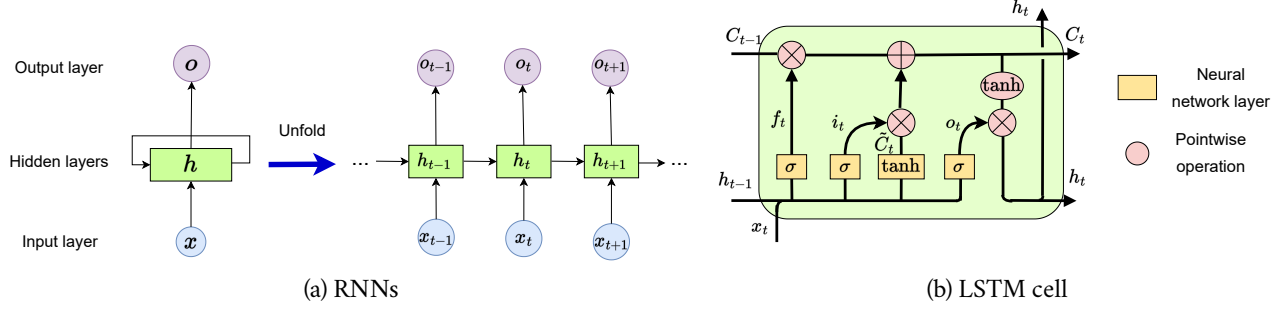 Output layer
o
o_{t-1}
o_t
o_{t+1}
Unfold
Hidden layers
h
...
h_{t-1}
h_t
h_{t+1}
...
Input layer
x
x_{t-1}
x_t
x_{t+1}
(a) RNNs
h_t
C_{t-1}
C_t
tanh
f_t
i_t
C̃_t
o_t
σ
σ
tanh
σ
h_{t-1}
h_t
x_t
Neural
network layer
Pointwise
operation
(b) LSTM cell